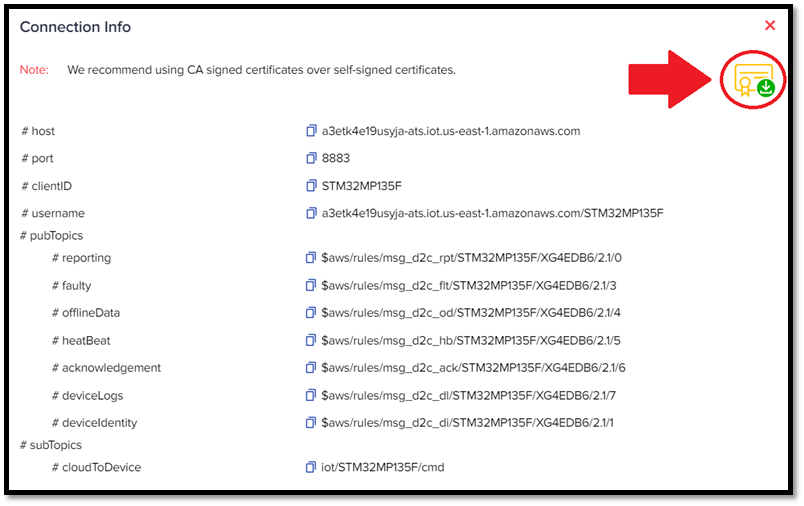 Connection Info
Note: We recommend using CA signed certificates over self-signed certificates.
# host a3etk4e19usyja-ats.iot.us-east-1.amazonaws.com
# port 8883
# clientID STM32MP135F
# username a3etk4e19usyja-ats.iot.us-east-1.amazonaws.com/STM32MP135F
# pubTopics
# reporting $aws/rules/msg_d2c_rpt/STM32MP135F/XG4EDB6/2.1/0
# faulty $aws/rules/msg_d2c_flt/STM32MP135F/XG4EDB6/2.1/3
# offlineData $aws/rules/msg_d2c_od/STM32MP135F/XG4EDB6/2.1/4
# heatBeat $aws/rules/msg_d2c_hb/STM32MP135F/XG4EDB6/2.1/5
# acknowledgement $aws/rules/msg_d2c_ack/STM32MP135F/XG4EDB6/2.1/6
# deviceLogs $aws/rules/msg_d2c_dl/STM32MP135F/XG4EDB6/2.1/7
# deviceIdentity $aws/rules/msg_d2c_di/STM32MP135F/XG4EDB6/2.1/1
# subTopics
# cloudToDevice iot/STM32MP135F/cmd